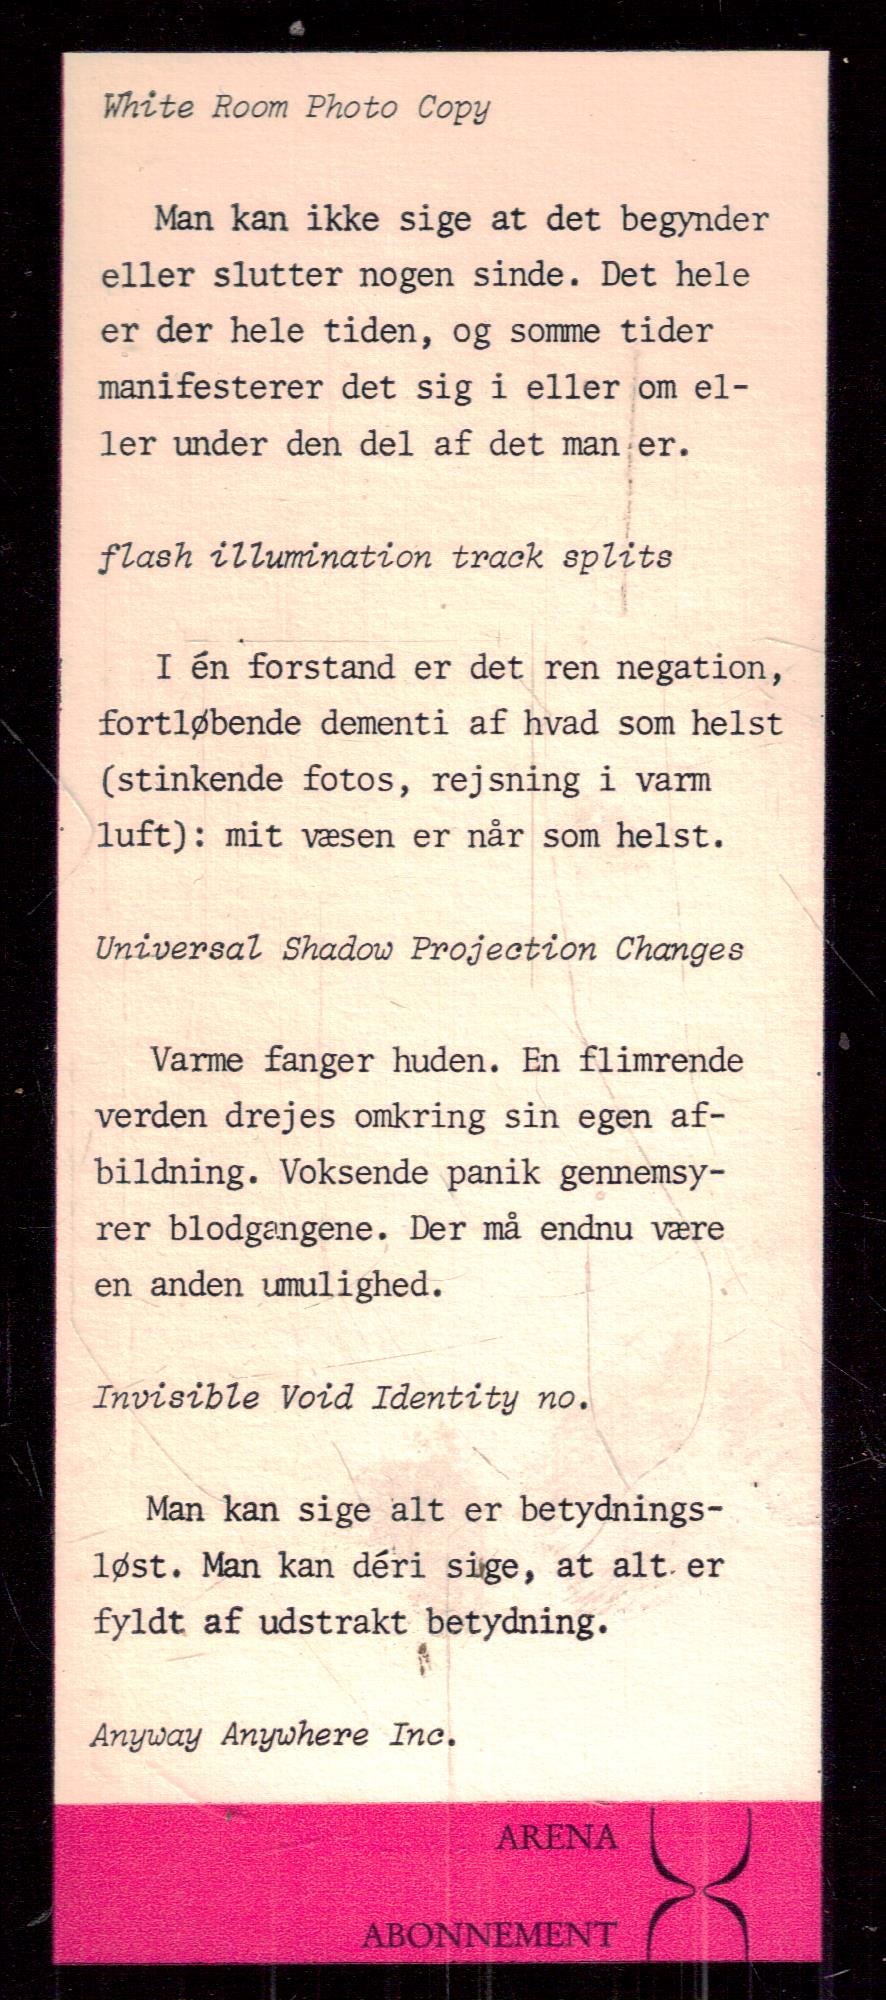 White Room Photo Copy
Man kan ikke sige at det begynder
eller slutter nogen sinde. Det hele
er der hele tiden, og somme tider
manifesterer det sig i eller om el-
ler under den del af det man er.
flash illumination track splits
I én forstand er det ren negation,
fortløbende dementi af hvad som helst
(stinkende fotos, rejsning i varm
luft): mit væsen er når som helst.
Universal Shadow Projection Changes
Varme fanger huden. En flimrende
verden drejes omkring sin egen af-
bildning. Voksende panik gennemsy-
rer blodgangene. Der må endnu være
en anden umulighed.
Invisible Void Identity no.
Man kan sige alt er betydnings-
løst. Man kan déri sige, at alt er
fyldt af udstrakt betydning.
Anyway Anywhere Inc.
ARENA
ABONNEMENT